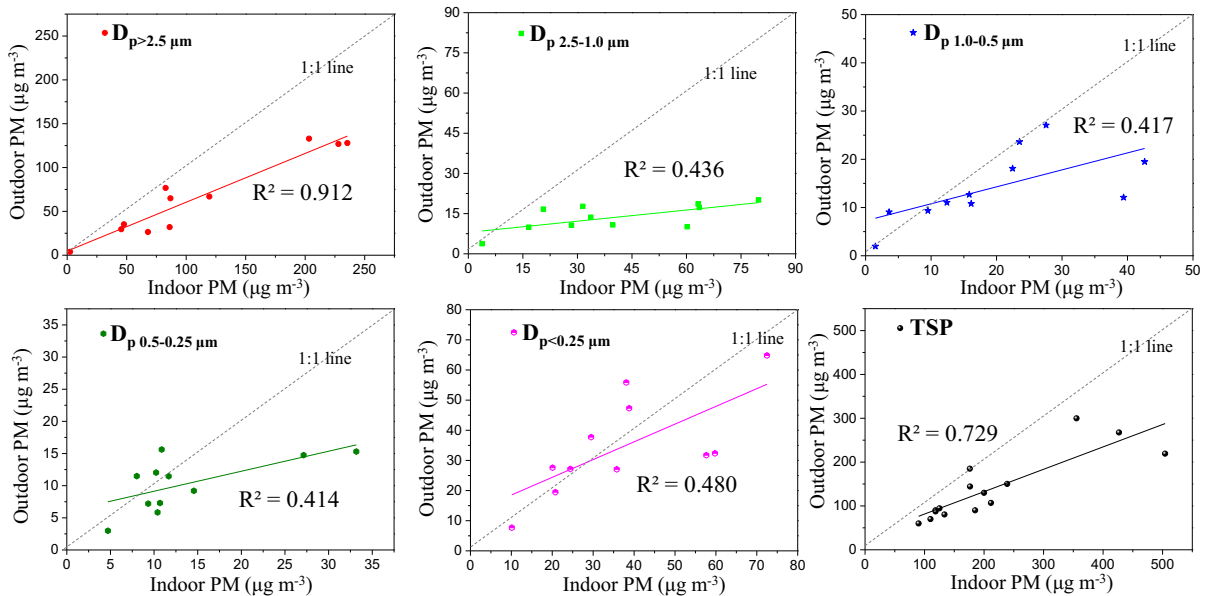 D p>2.5 μm
1:1 line
R² = 0.912
Outdoor PM (μg m⁻³)
250
200
150
100
50
0
0 50 100 150 200 250
Indoor PM (μg m⁻³)
D p 2.5-1.0 μm
1:1 line
R² = 0.436
Outdoor PM (μg m⁻³)
90
75
60
45
30
15
0
0 15 30 45 60 75 90
Indoor PM (μg m⁻³)
D p 1.0-0.5 μm
1:1 line
R² = 0.417
Outdoor PM (μg m⁻³)
50
40
30
20
10
0
0 10 20 30 40 50
Indoor PM (μg m⁻³)
D p 0.5-0.25 μm
1:1 line
R² = 0.414
Outdoor PM (μg m⁻³)
35
30
25
20
15
10
5
0
0 5 10 15 20 25 30 35
Indoor PM (μg m⁻³)
D p<0.25 μm
1:1 line
R² = 0.480
Outdoor PM (μg m⁻³)
80
70
60
50
40
30
20
10
0
0 10 20 30 40 50 60 70 80
Indoor PM (μg m⁻³)
TSP
1:1 line
R² = 0.729
Outdoor PM (μg m⁻³)
500
400
300
200
100
0
0 100 200 300 400 500
Indoor PM (μg m⁻³)